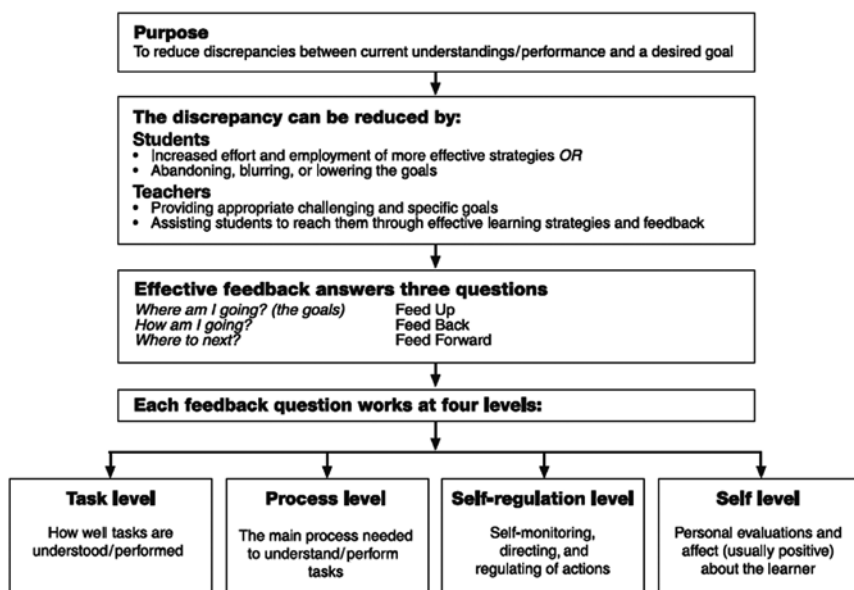 Purpose
To reduce discrepancies between current understandings/performance and a desired goal
The discrepancy can be reduced by:
Students
• Increased effort and employment of more effective strategies OR
• Abandoning, blurring, or lowering the goals
Teachers
• Providing appropriate challenging and specific goals
• Assisting students to reach them through effective learning strategies and feedback
Effective feedback answers three questions
Where am I going? (the goals) Feed Up
How am I going? Feed Back
Where to next? Feed Forward
Each feedback question works at four levels:
Task level
How well tasks are
understood/performed
Process level
The main process needed
to understand/perform
tasks
Self-regulation level
Self-monitoring,
directing, and
regulating of actions
Self level
Personal evaluations and
affect (usually positive)
about the learner